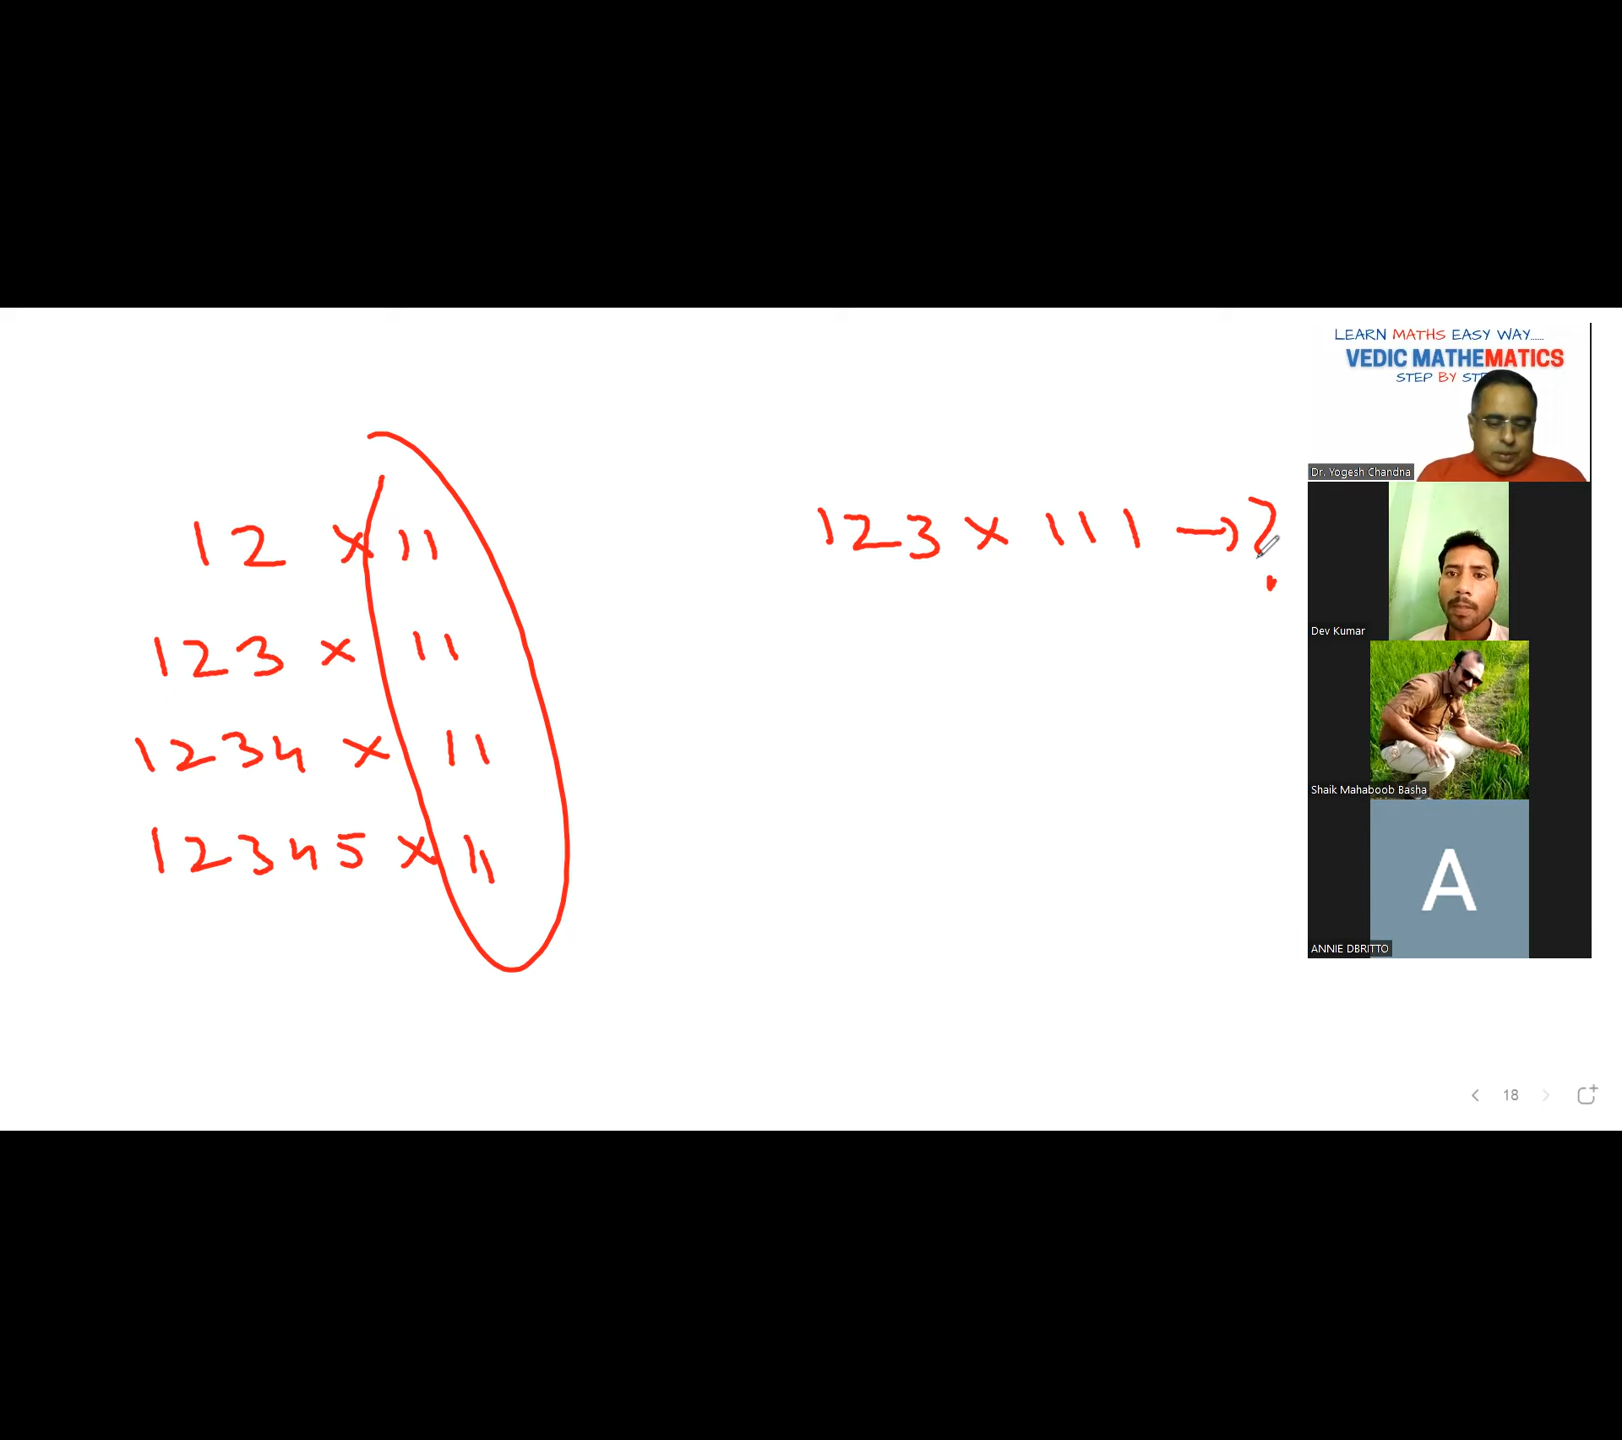 12 × 11
123 × 11
1234 × 11
12345 × 11
123 × 111 → ?
LEARN MATHS EASY WAY.....
VEDIC MATHEMATICS
STEP BY
Dr. Yogesh Chandna
Dev Kumar
Shaik Mahaboob Basha
A
ANNIE DBRITTO
18